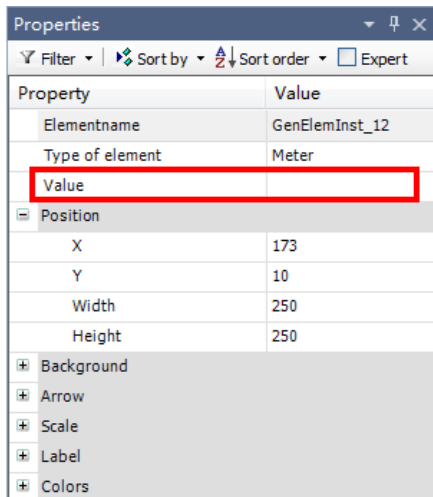 Properties
Filter Sort by Sort order Expert
Property Value
Elementname GenElemInst_12
Type of element Meter
Value
Position
X 173
Y 10
Width 250
Height 250
Background
Arrow
Scale
Label
Colors